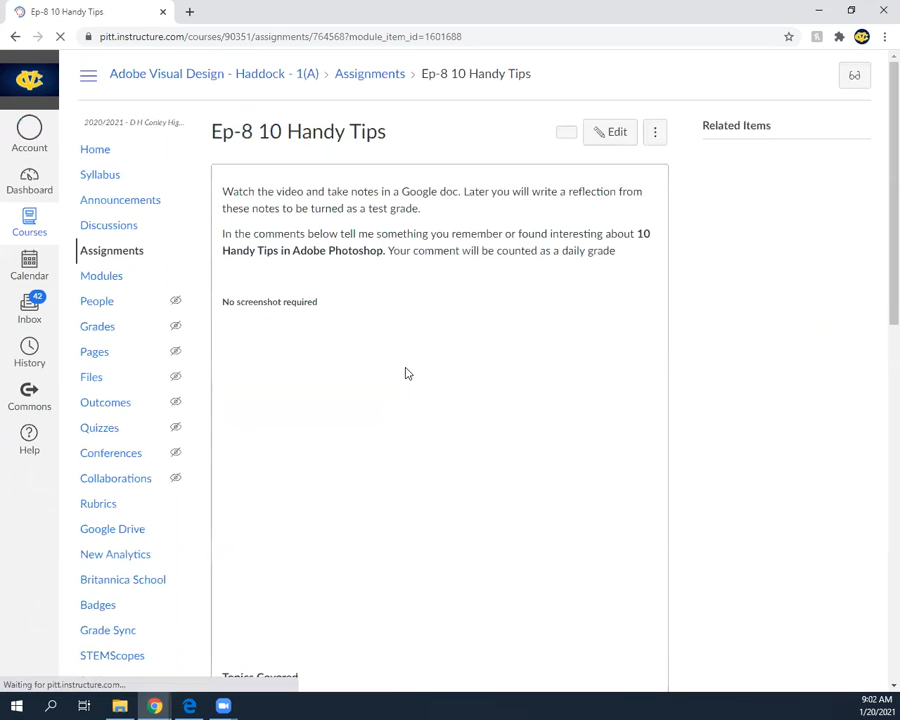 Ep-8 10 Handy Tips
pitt.instructure.com/courses/90351/assignments/764568?module_item_id=1601688
Adobe Visual Design - Haddock - 1(A) > Assignments > Ep-8 10 Handy Tips
2020/2021 - D H Conley Hig...
Account
Dashboard
Courses
Calendar
42
Inbox
History
Commons
Help
Home
Syllabus
Announcements
Discussions
Assignments
Modules
People
Grades
Pages
Files
Outcomes
Quizzes
Conferences
Collaborations
Rubrics
Google Drive
New Analytics
Britannica School
Badges
Grade Sync
STEMScopes
Ep-8 10 Handy Tips
Edit
Related Items
Watch the video and take notes in a Google doc. Later you will write a reflection from
these notes to be turned as a test grade.
In the comments below tell me something you remember or found interesting about 10
Handy Tips in Adobe Photoshop. Your comment will be counted as a daily grade
No screenshot required
Topics Covered
Waiting for pitt.instructure.com...
9:02 AM
1/20/2021